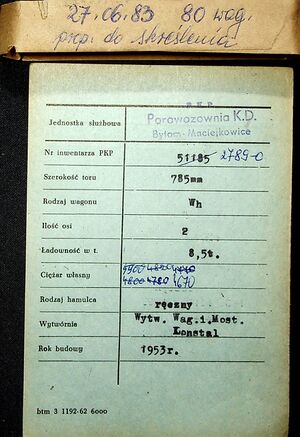 27.06.83 80 wag.
prp. do skreślenia
P.K.P.
Jednostka służbowa Parowozownia K.D.
Bytom-Maciejkowice
Nr inwentarza PKP 51185 2789-0
Szerokość toru 785mm
Rodzaj wagonu Wh
Ilość osi 2
Ładowność w t. 8,5t.
Ciężar własny 4670
Rodzaj hamulca ręczny
Wytwórnia Wytw. Wag.i.Most.
Konstal
Rok budowy 1953r.
btm 3 1192-62 6000